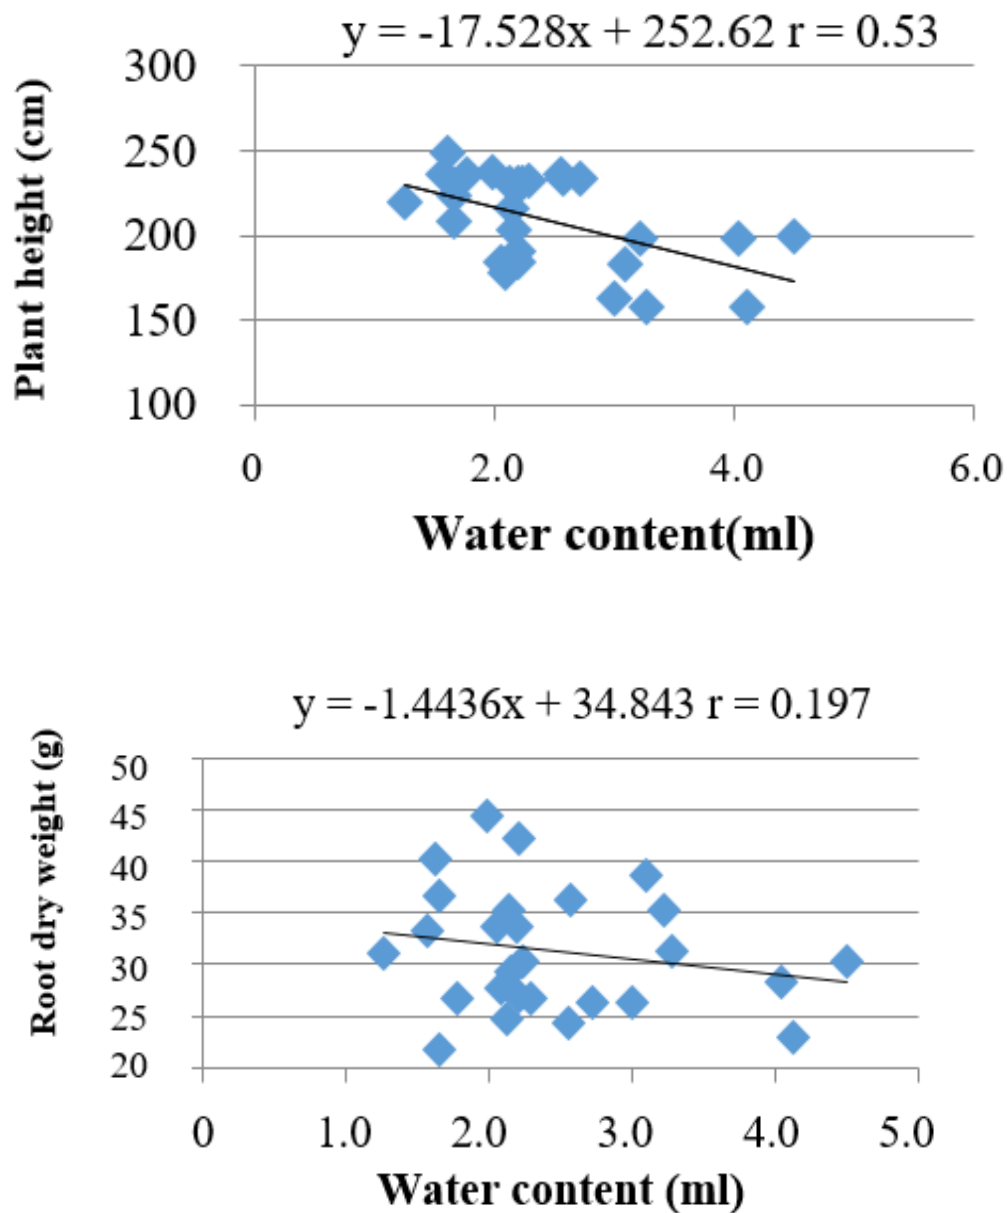 y = -17.528x + 252.62 r = 0.53
Plant height (cm)
300
250
200
150
100
0 2.0 4.0 6.0
Water content(ml)
y = -1.4436x + 34.843 r = 0.197
Root dry weight (g)
50
45
40
35
30
25
20
0 1.0 2.0 3.0 4.0 5.0
Water content (ml)